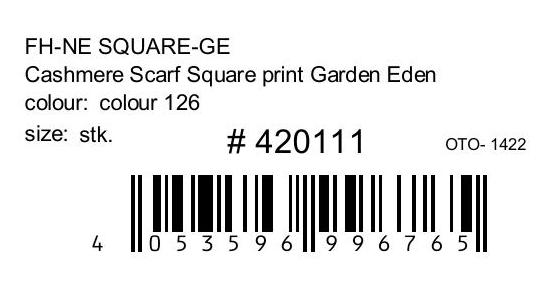 FH-NE SQUARE-GE
Cashmere Scarf Square print Garden Eden
colour: colour 126
size: stk.
# 420111
OTO- 1422
4 053596 996765